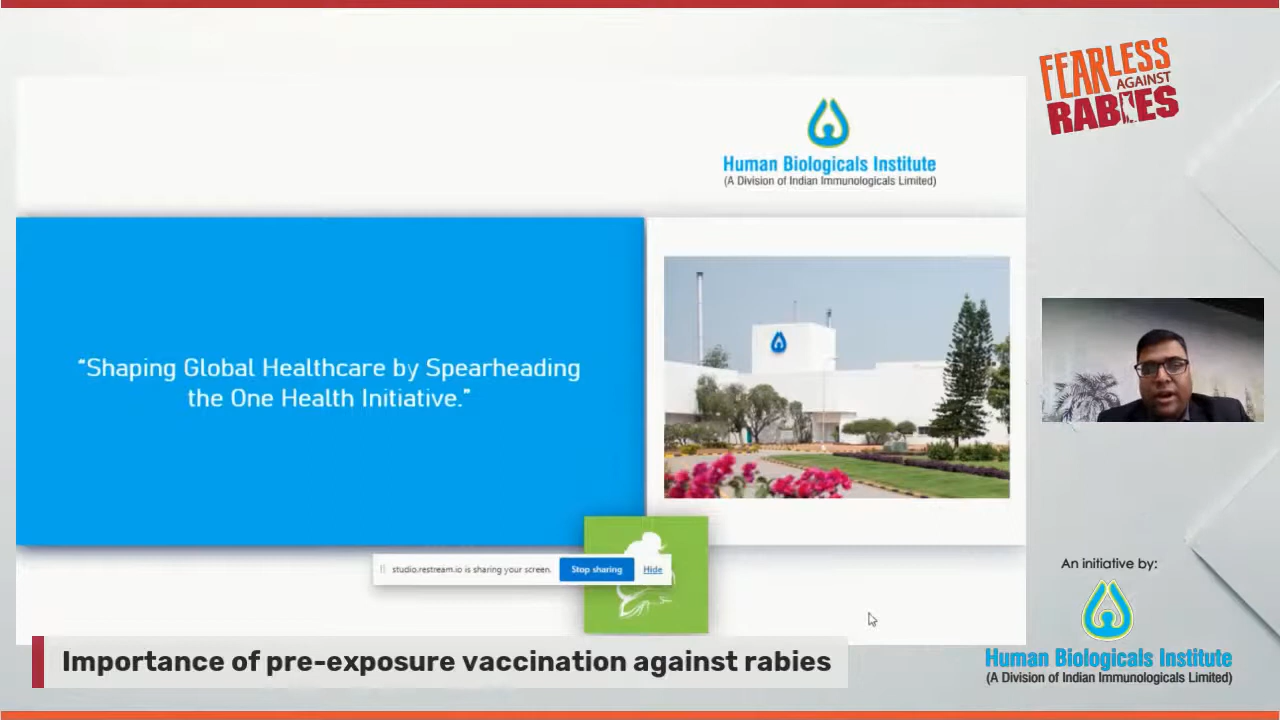 FEARLESS
AGAINST
RABIES
Human Biologicals Institute
(A Division of Indian Immunologicals Limited)
“Shaping Global Healthcare by Spearheading
the One Health Initiative.”
studio.restream.io is sharing your screen.
Stop sharing
Hide
An initiative by:
Human Biologicals Institute
(A Division of Indian Immunologicals Limited)
Importance of pre-exposure vaccination against rabies